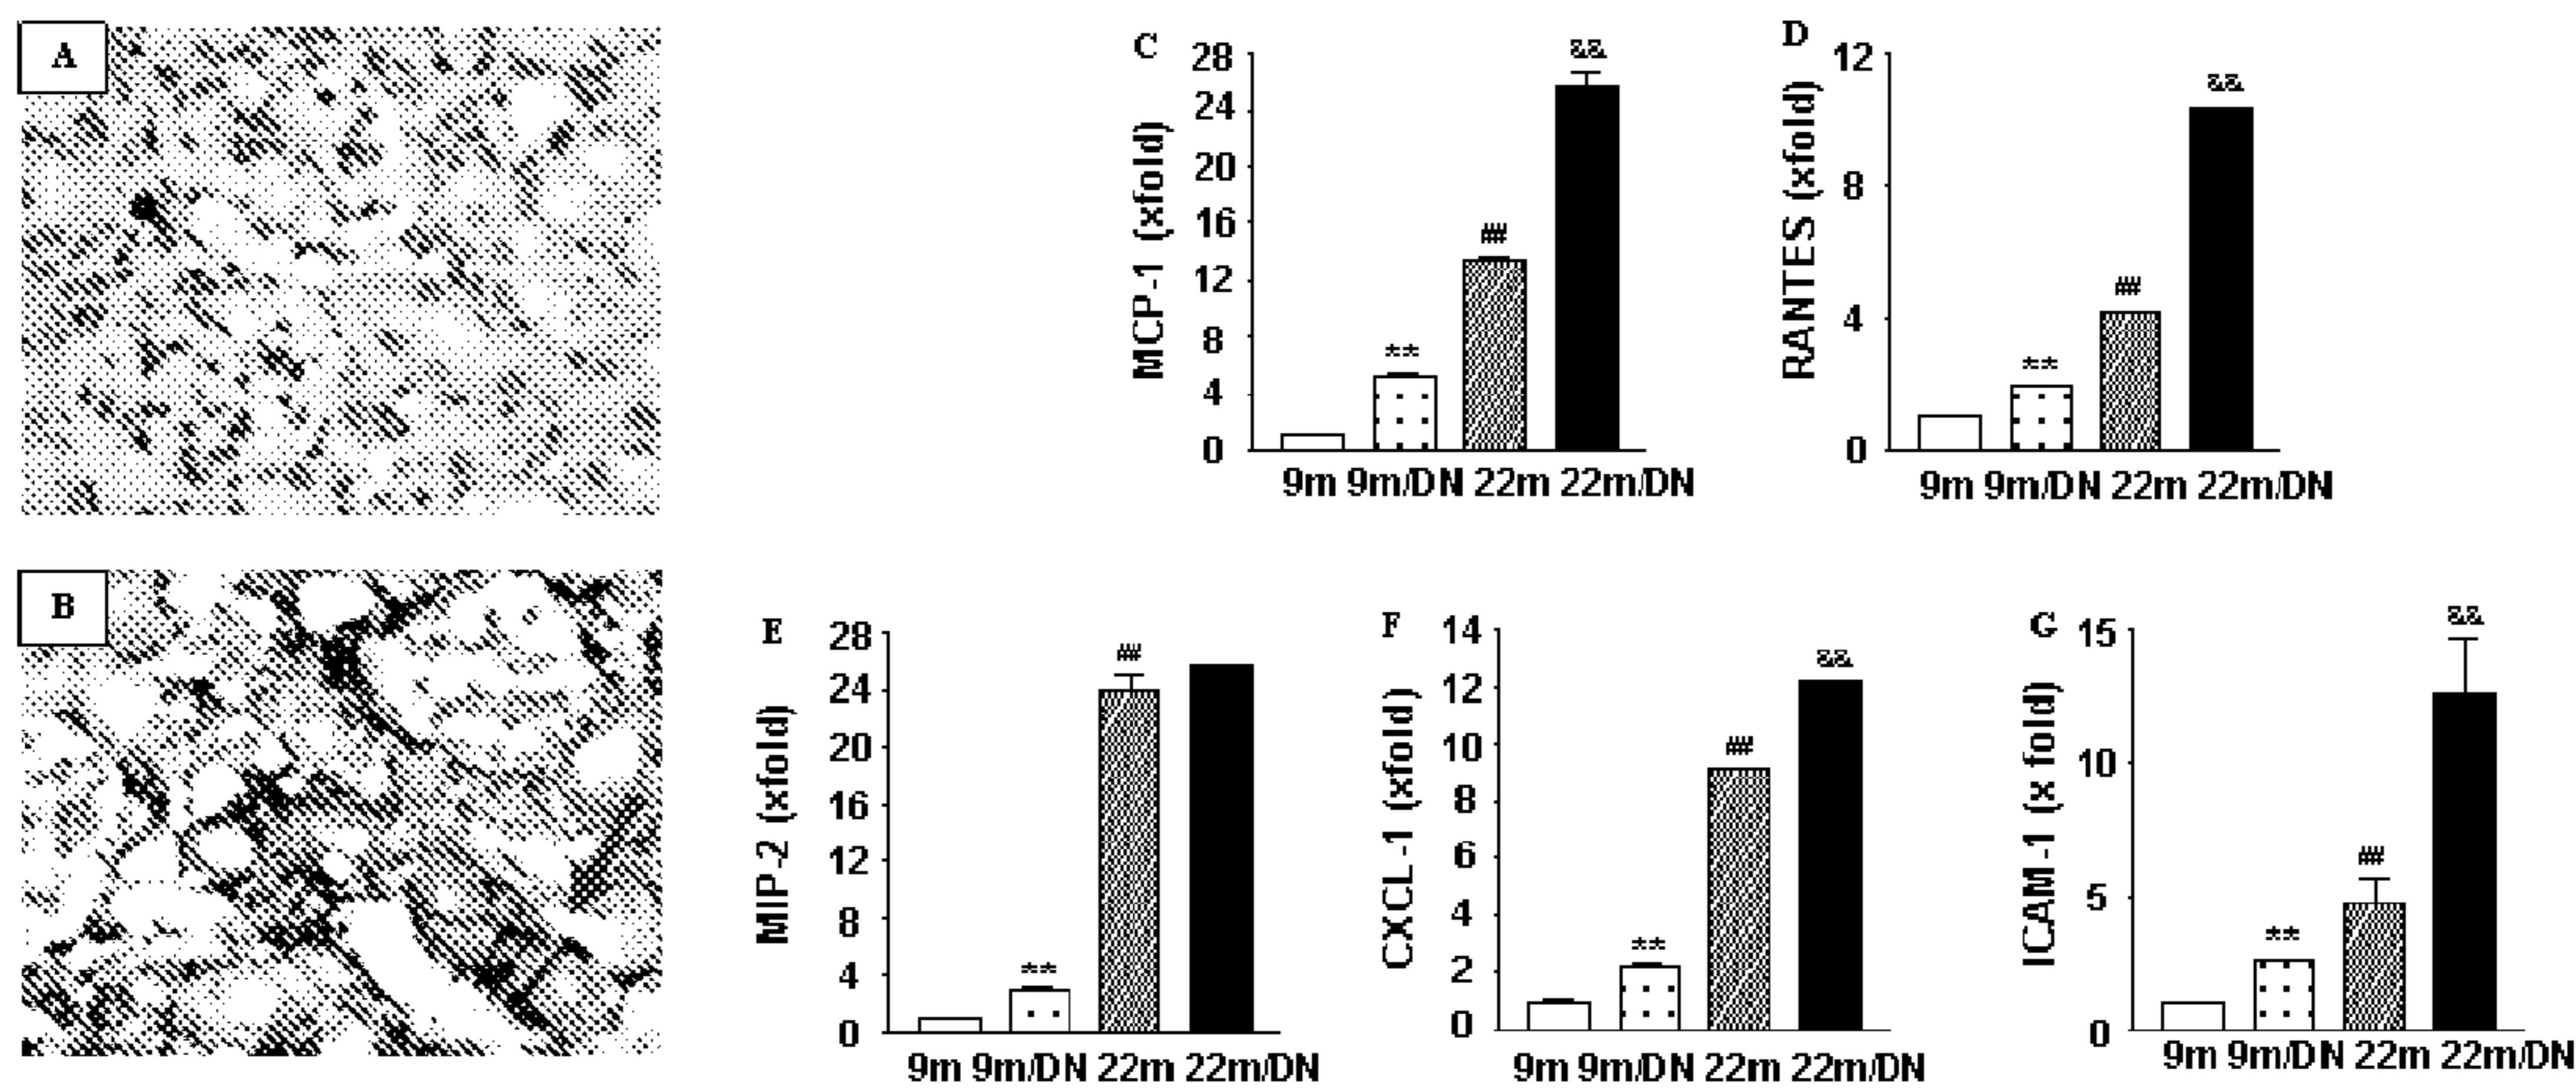 A
B
C
MCP-1 (xfold)
28
24
20
16
12
8
4
0
**
##
&&
9m 9m/DN 22m 22m/DN
D
RANTES (xfold)
12
8
4
0
**
##
&&
9m 9m/DN 22m 22m/DN
E
MIP-2 (xfold)
28
24
20
16
12
8
4
0
**
##
9m 9m/DN 22m 22m/DN
F
CXCL-1 (xfold)
14
12
10
8
6
4
2
0
**
##
&&
9m 9m/DN 22m 22m/DN
G
ICAM-1 (x fold)
15
10
5
0
**
##
&&
9m 9m/DN 22m 22m/DN